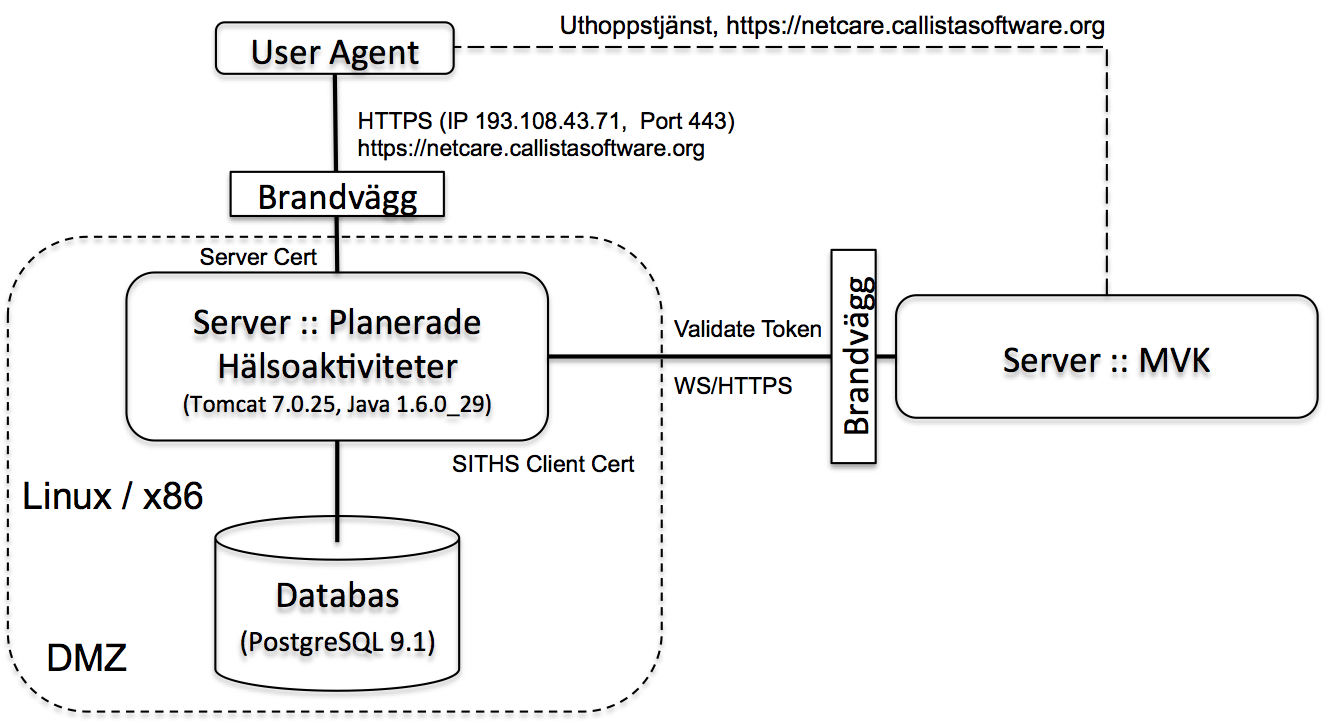 Uthoppstjänst, https://netcare.callistasoftware.org
User Agent
HTTPS (IP 193.108.43.71,  Port 443)
https://netcare.callistasoftware.org
Brandvägg
Server Cert
Server :: Planerade
Hälsoaktiviteter
(Tomcat 7.0.25, Java 1.6.0_29)
Validate Token
WS/HTTPS
Brandvägg
Server :: MVK
SITHS Client Cert
Linux / x86
Databas
(PostgreSQL 9.1)
DMZ